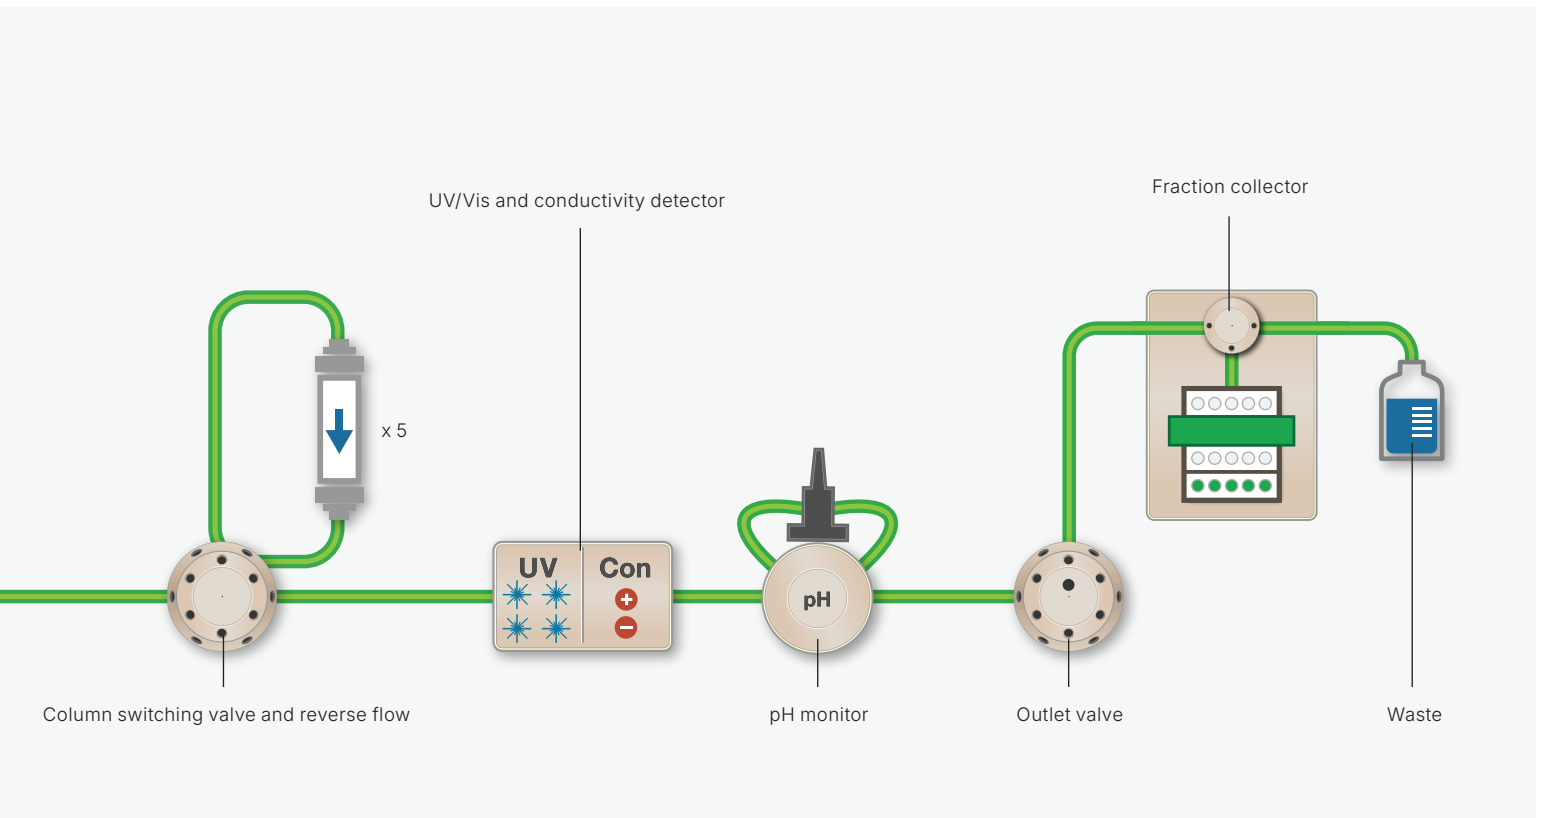 Fraction collector
UV/Vis and conductivity detector
x 5
UV
Con
pH
Column switching valve and reverse flow
pH monitor
Outlet valve
Waste